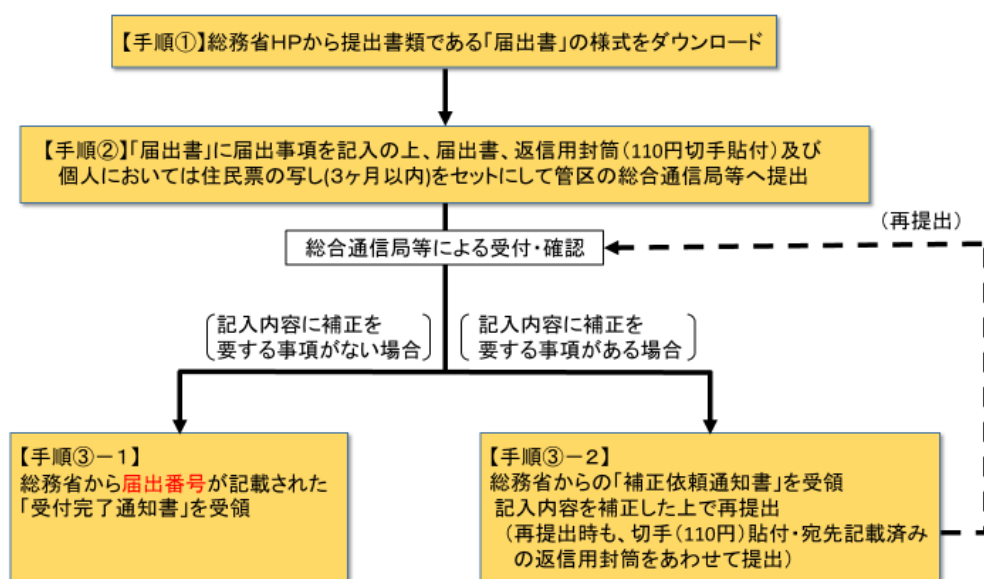 【手順①】総務省HPから提出書類である「届出書」の様式をダウンロード
【手順②】「届出書」に届出事項を記入の上、届出書、返信用封筒(110円切手貼付)及び
個人においては住民票の写し(3ヶ月以内)をセットにして管区の総合通信局等へ提出
(再提出)
総合通信局等による受付・確認
記入内容に補正を
要する事項がない場合
記入内容に補正を
要する事項がある場合
【手順③-1】
総務省から届出番号が記載された
「受付完了通知書」を受領
【手順③-2】
総務省からの「補正依頼通知書」を受領
記入内容を補正した上で再提出
(再提出時も、切手(110円)貼付・宛先記載済み
の返信用封筒をあわせて提出)